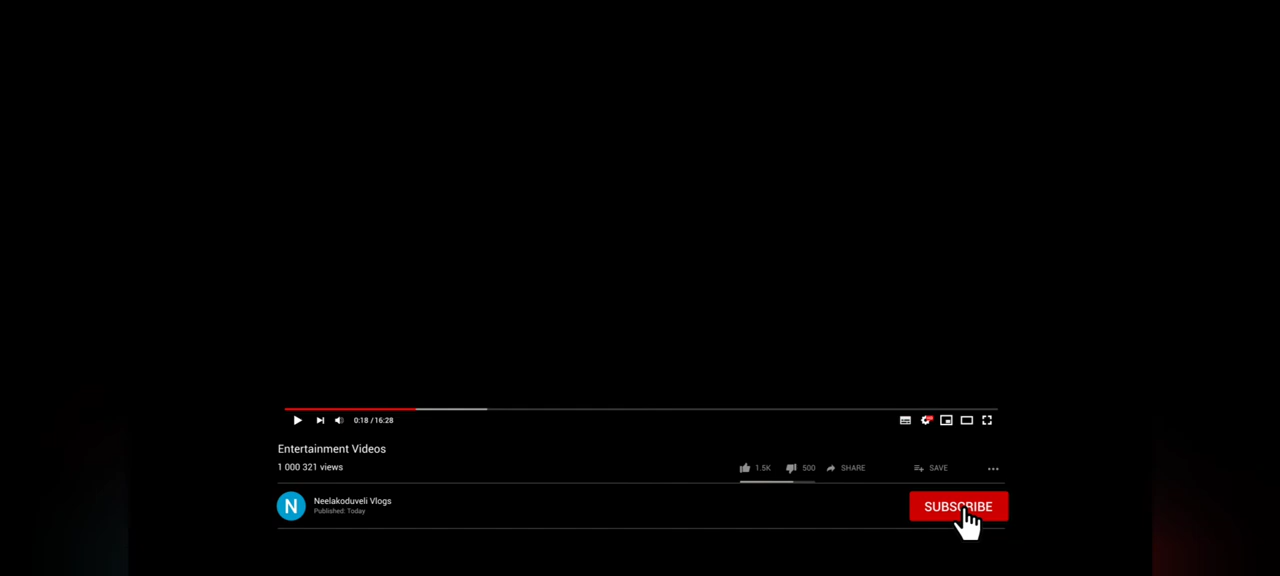 0:18 / 16:28
Entertainment Videos
1 000 321 views
1.5K 500 SHARE SAVE
N Neelakoduveli Vlogs
Published: Today
SUBSCRIBE